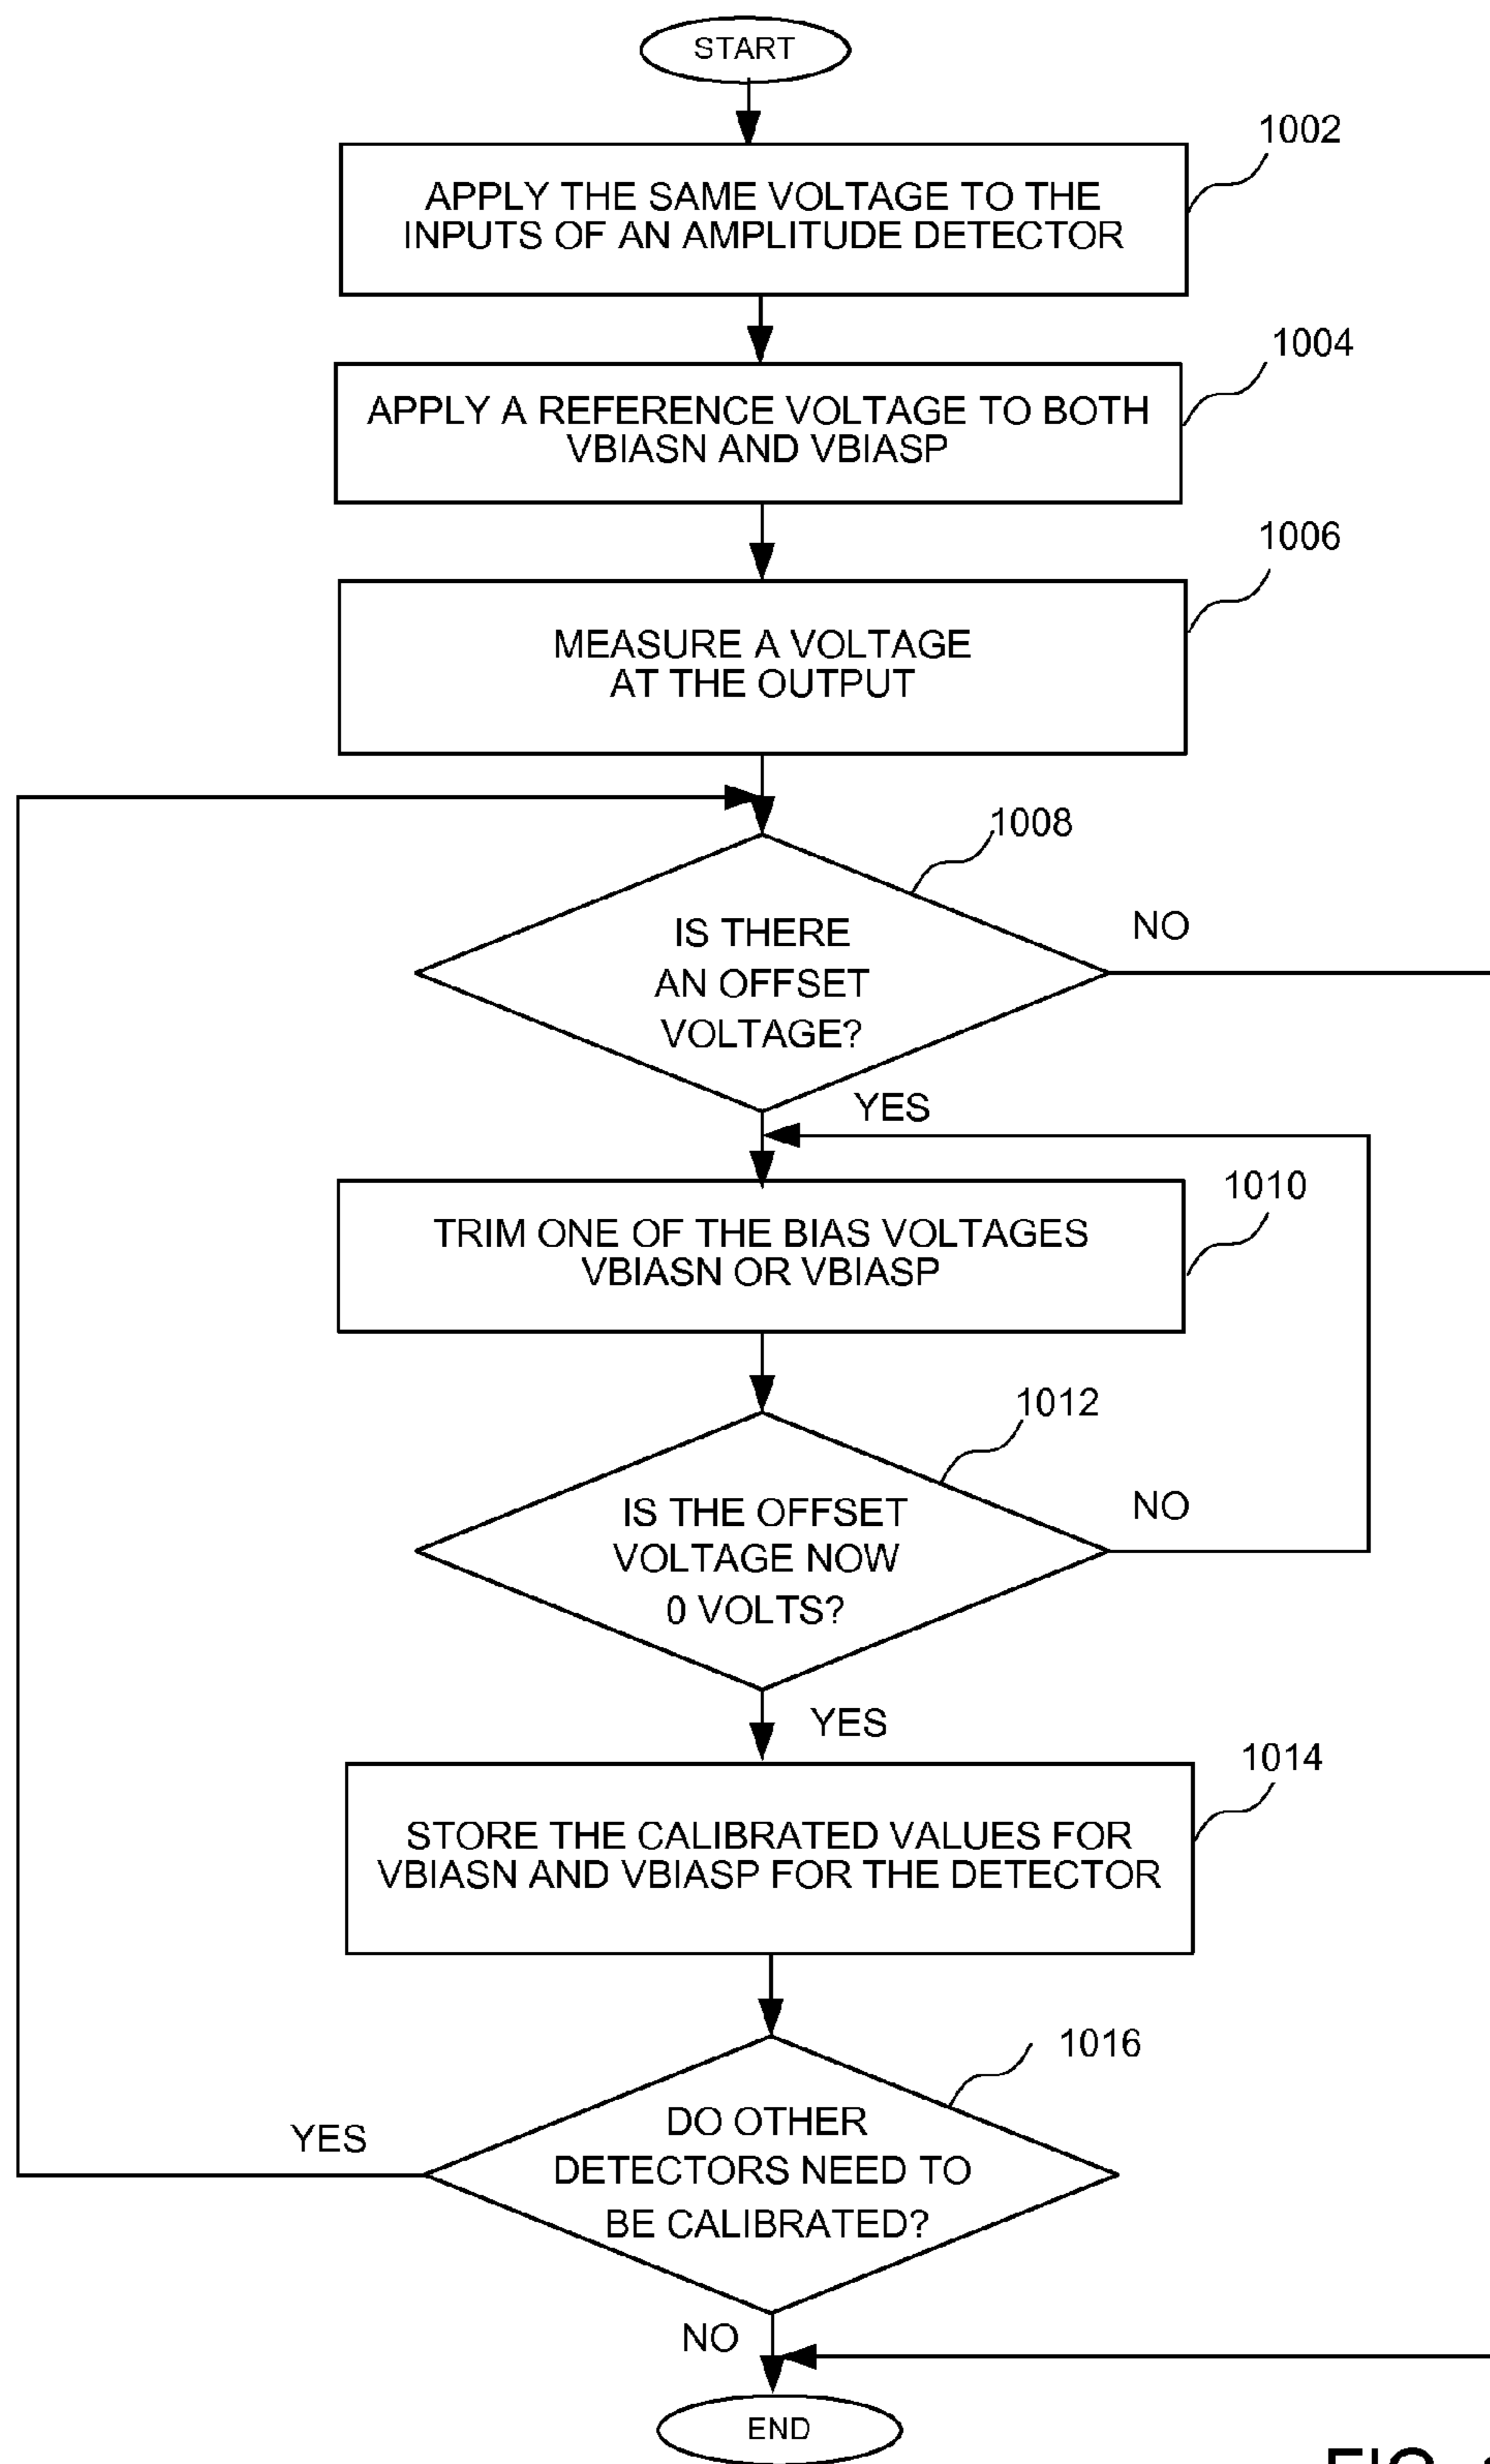 START
1002
APPLY THE SAME VOLTAGE TO THE
INPUTS OF AN AMPLITUDE DETECTOR
1004
APPLY A REFERENCE VOLTAGE TO BOTH
VBIASN AND VBIASP
1006
MEASURE A VOLTAGE
AT THE OUTPUT
1008
IS THERE
AN OFFSET
VOLTAGE?
NO
YES
1010
TRIM ONE OF THE BIAS VOLTAGES
VBIASN OR VBIASP
1012
IS THE OFFSET
VOLTAGE NOW
0 VOLTS?
NO
YES
1014
STORE THE CALIBRATED VALUES FOR
VBIASN AND VBIASP FOR THE DETECTOR
1016
DO OTHER
DETECTORS NEED TO
BE CALIBRATED?
YES
NO
END
FIG.